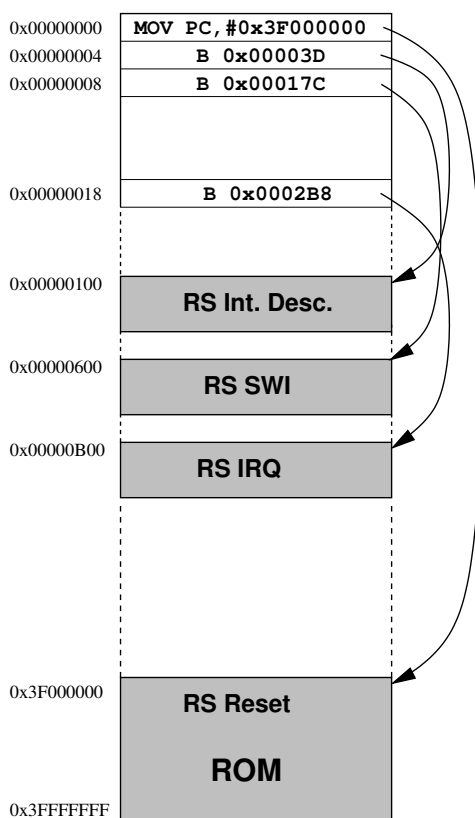 0x00000000 MOV PC,#0x3F000000
0x00000004 B 0x00003D
0x00000008 B 0x00017C
0x00000018 B 0x0002B8
0x00000100
RS Int. Desc.
0x00000600
RS SWI
0x00000B00
RS IRQ
0x3F000000
RS Reset
ROM
0x3FFFFFFF